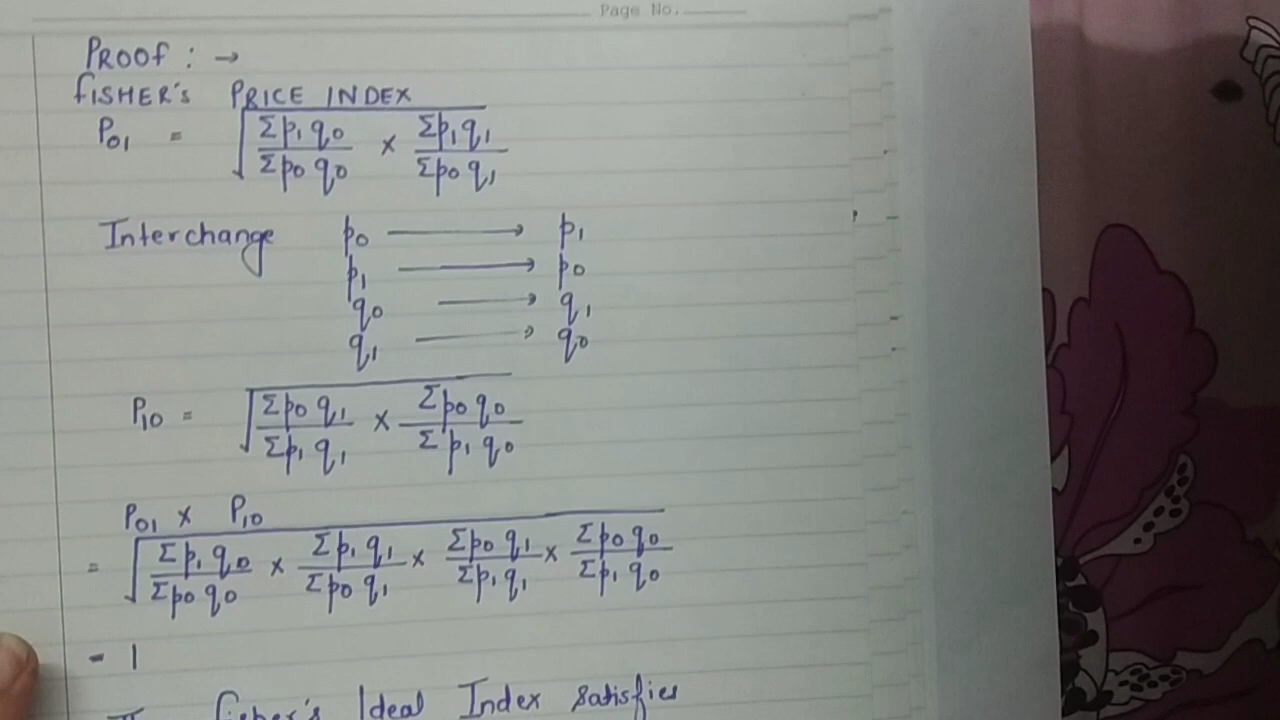 Page No.
PROOF : →
FISHER'S PRICE INDEX
P₀₁ = √(Σp₁q₀/Σp₀q₀ × Σp₁q₁/Σp₀q₁)
Interchange p₀ → p₁
p₁ → p₀
q₀ → q₁
q₁ → q₀
P₁₀ = √(Σp₀q₁/Σp₁q₁ × Σp₀q₀/Σp₁q₀)
P₀₁ × P₁₀
= √(Σp₁q₀/Σp₀q₀ × Σp₁q₁/Σp₀q₁ × Σp₀q₁/Σp₁q₁ × Σp₀q₀/Σp₁q₀)
= 1
Fisher's Ideal Index satisfies